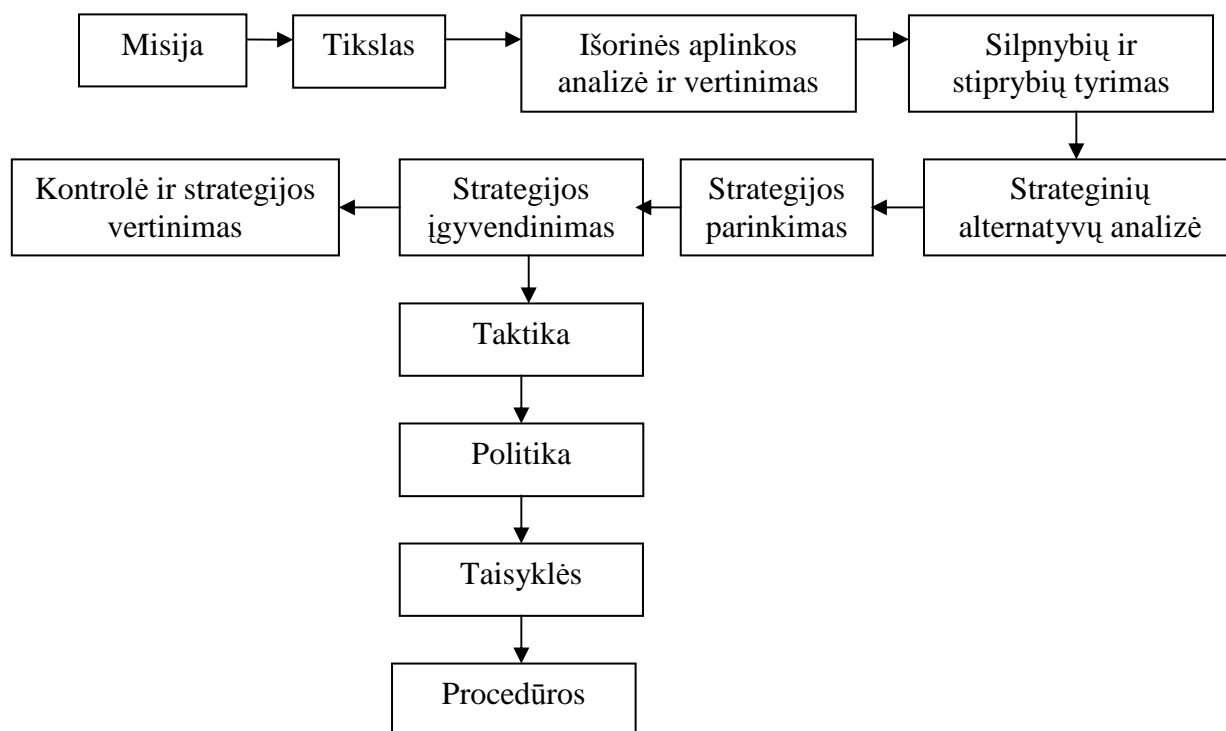 Misija
Tikslas
Išorinės aplinkos
analizė ir vertinimas
Silpnybių ir
stiprybių tyrimas
Kontrolė ir strategijos
vertinimas
Strategijos
įgyvendinimas
Strategijos
parinkimas
Strateginių
alternatyvų analizė
Taktika
Politika
Taisyklės
Procedūros